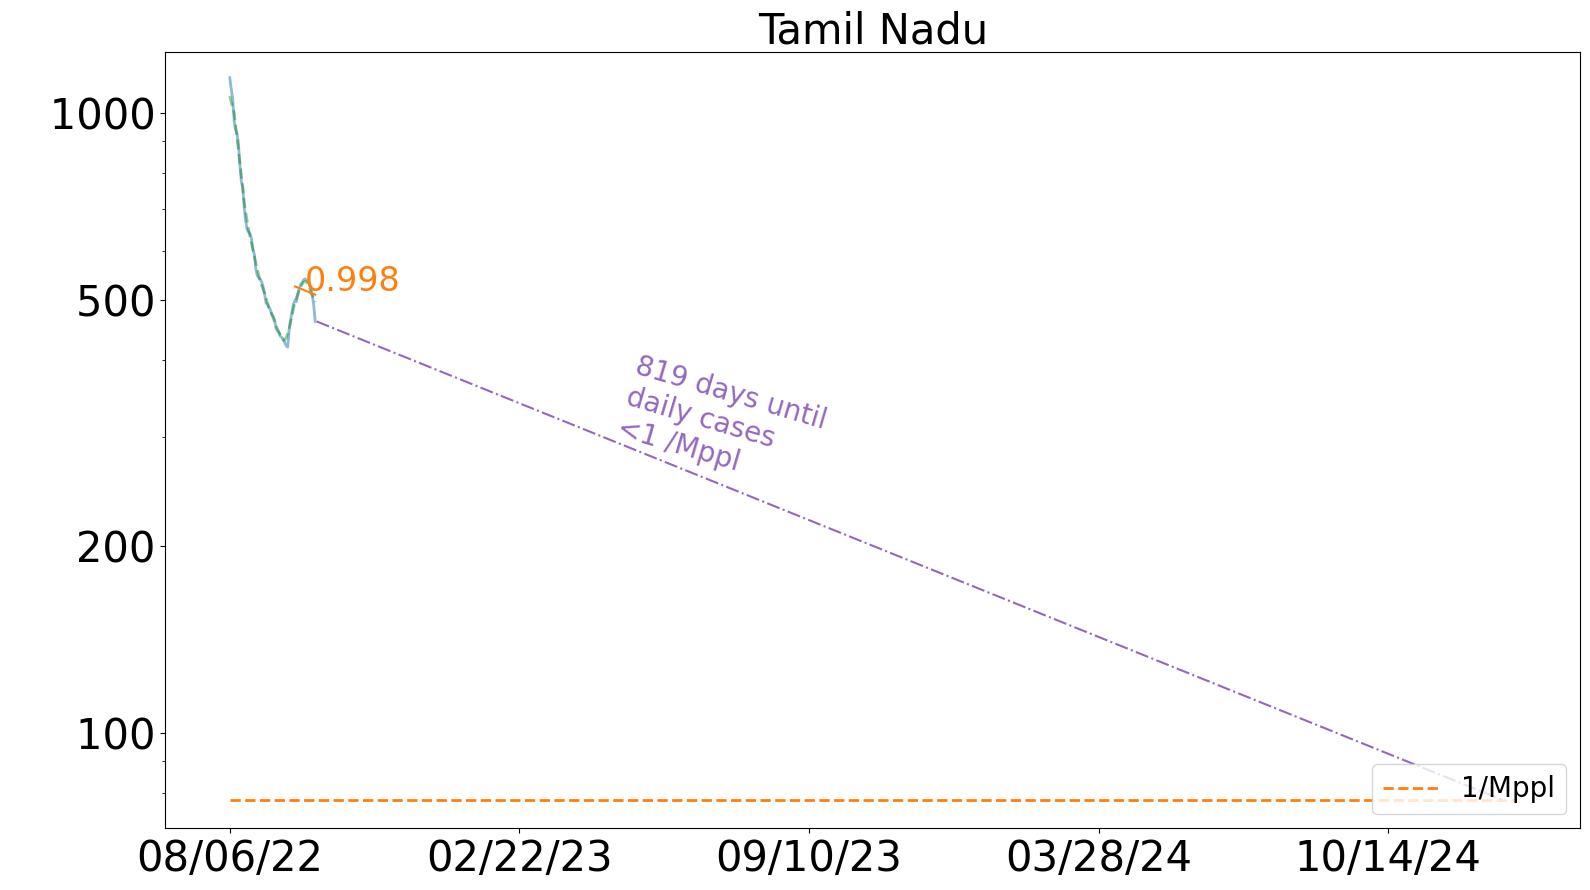 Tamil Nadu
1000
500
200
100
0.998
819 days until
daily cases
<1 /Mppl
1/Mppl
08/06/22
02/22/23
09/10/23
03/28/24
10/14/24